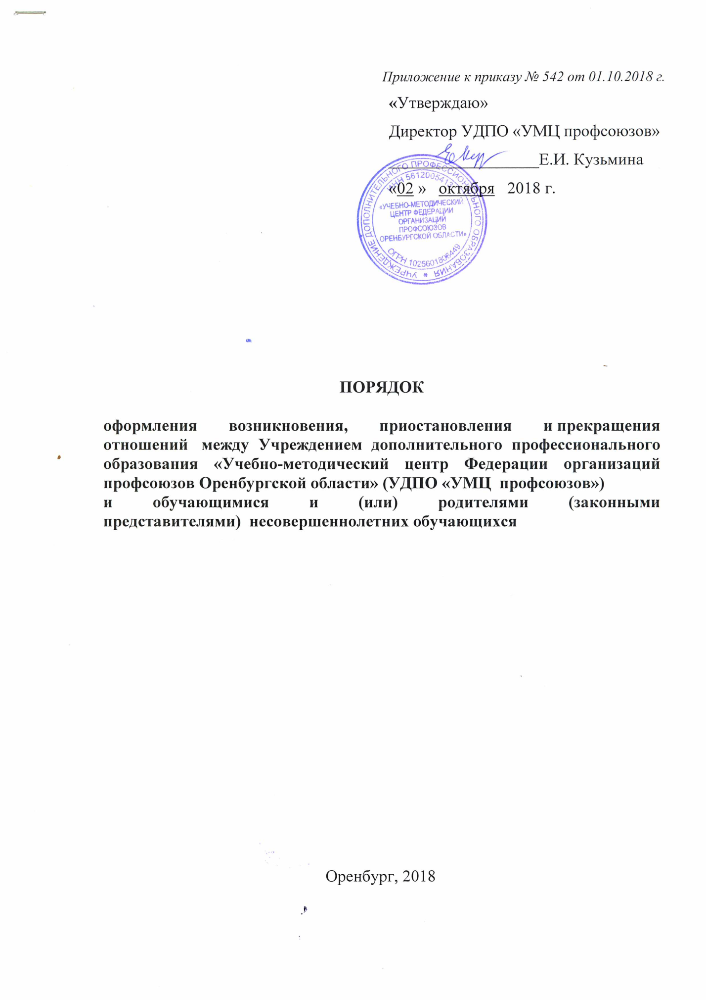 Приложение к приказу № 542 от 01.10.2018 г.
«Утверждаю»
Директор УДПО «УМЦ профсоюзов»
Е.И. Кузьмина
«02 » октября 2018 г.
УЧРЕЖДЕНИЕ ДОПОЛНИТЕЛЬНОГО ПРОФЕССИОНАЛЬНОГО ОБРАЗОВАНИЯ
ИНН 5612005413
«УЧЕБНО-МЕТОДИЧЕСКИЙ
ЦЕНТР ФЕДЕРАЦИИ
ОРГАНИЗАЦИЙ
ПРОФСОЮЗОВ
ОРЕНБУРГСКОЙ ОБЛАСТИ»
ОГРН 1025601806449
ПОРЯДОК
оформления возникновения, приостановления и прекращения
отношений между Учреждением дополнительного профессионального
образования «Учебно-методический центр Федерации организаций
профсоюзов Оренбургской области» (УДПО «УМЦ профсоюзов»)
и обучающимися и (или) родителями (законными
представителями) несовершеннолетних обучающихся
Оренбург, 2018